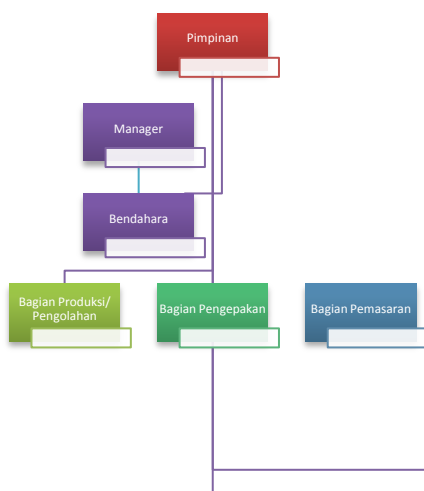 Pimpinan
Manager
Bendahara
Bagian Produksi/
Pengolahan
Bagian Pengepakan
Bagian Pemasaran